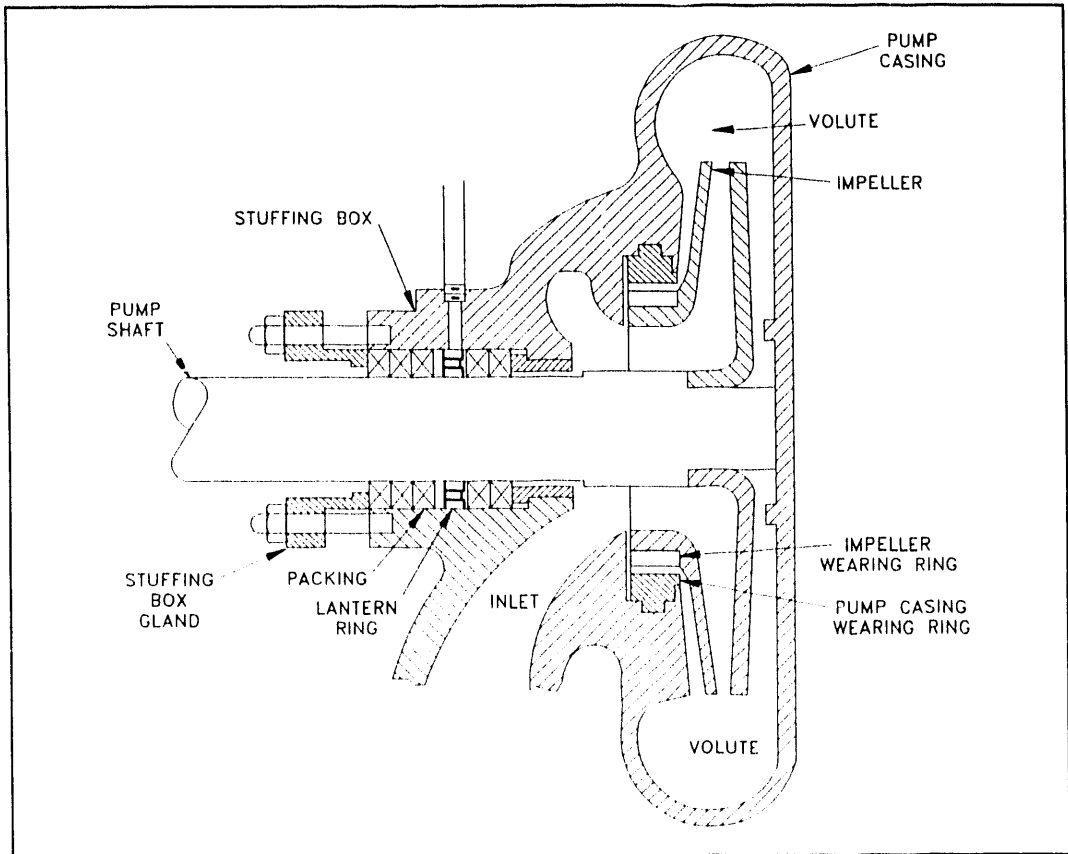 PUMP
CASING
VOLUTE
IMPELLER
STUFFING BOX
PUMP
SHAFT
STUFFING
BOX
GLAND
PACKING
LANTERN
RING
INLET
IMPELLER
WEARING RING
PUMP CASING
WEARING RING
VOLUTE